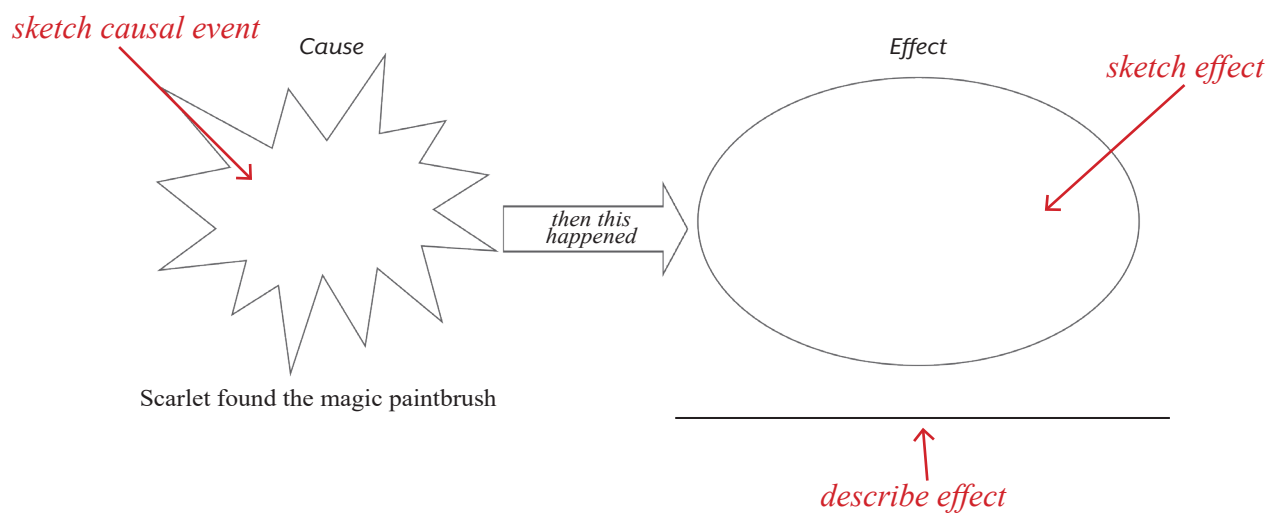 sketch causal event
Cause
Effect
sketch effect
then this
happened
Scarlet found the magic paintbrush
describe effect